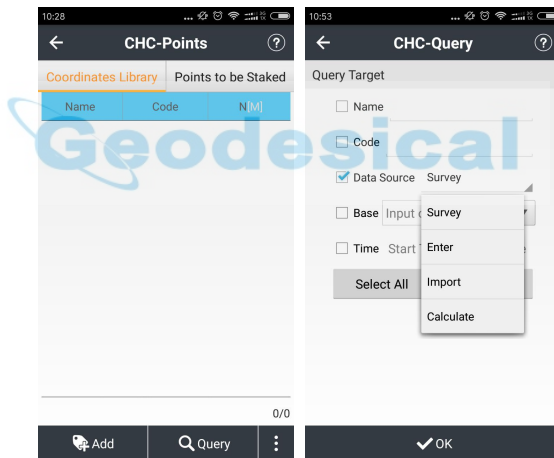 10:28
CHC-Points
?
Coordinates Library Points to be Staked
Name Code N(M)
0/0
Add Query
10:53
CHC-Query
?
Query Target
Name
Code
Data Source Survey
Base Input Survey
Time Start Enter
Select All Import
Calculate
OK
Geodesical